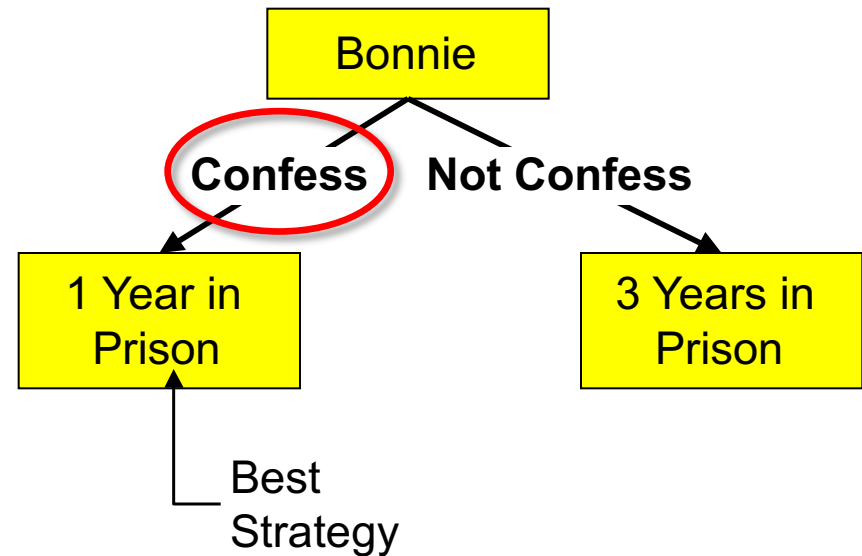 Bonnie
Confess Not Confess
1 Year in
Prison
3 Years in
Prison
Best
Strategy